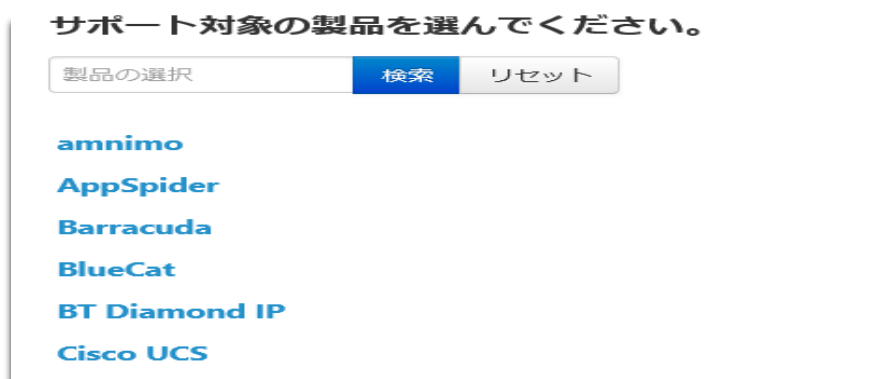 サポート対象の製品を選んでください。
製品の選択 検索 リセット
amnimo
AppSpider
Barracuda
BlueCat
BT Diamond IP
Cisco UCS